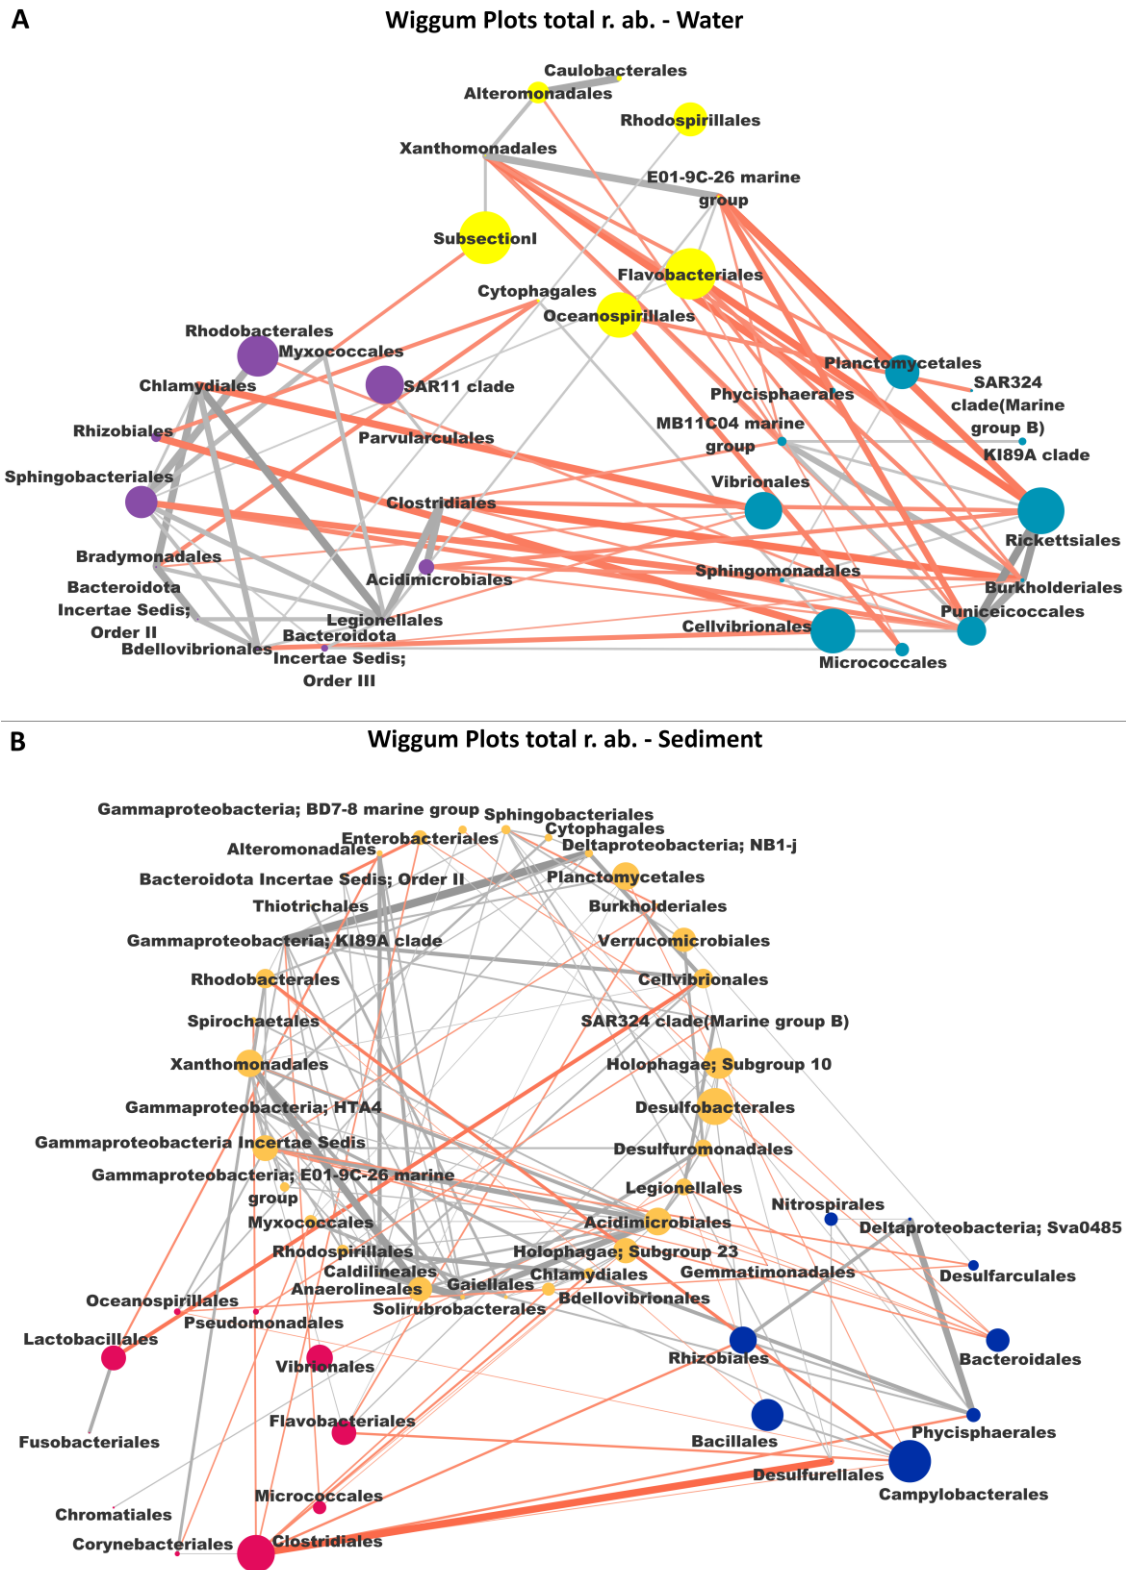 A
Wiggum Plots total r. ab. - Water
Caulobacterales
Alteromonadales
Rhodospirillales
Xanthomonadales
E01-9C-26 marine
group
SubsectionI
Flavobacteriales
Cytophagales
Oceanospirillales
Rhodobacterales
Myxococcales
Planctomycetales
Chlamydiales
SAR11 clade
SAR324
clade(Marine
group B)
Phycisphaerales
MB11C04 marine
group
Rhizobiales
Parvularculales
KI89A clade
Sphingobacteriales
Vibrionales
Clostridiales
Rickettsiales
Bradymonadales
Acidimicrobiales
Sphingomonadales
Burkholderiales
Bacteroidota
Incertae Sedis;
Order II
Puniceicoccales
Legionellales
Cellvibrionales
Bdellovibrionales
Bacteroidota
Incertae Sedis;
Order III
Micrococcales
B
Wiggum Plots total r. ab. - Sediment
Gammaproteobacteria; BD7-8 marine group
Sphingobacteriales
Cytophagales
Enterobacteriales
Deltaproteobacteria; NB1-j
Alteromonadales
Bacteroidota Incertae Sedis; Order II
Planctomycetales
Thiotrichales
Burkholderiales
Gammaproteobacteria; KI89A clade
Verrucomicrobiales
Rhodobacterales
Cellvibrionales
Spirochaetales
SAR324 clade(Marine group B)
Xanthomonadales
Holophagae; Subgroup 10
Gammaproteobacteria; HTA4
Desulfobacterales
Gammaproteobacteria Incertae Sedis
Desulfuromonadales
Gammaproteobacteria; E01-9C-26 marine
group
Legionellales
Nitrospirales
Myxococcales
Acidimicrobiales
Deltaproteobacteria; Sva0485
Rhodospirillales
Holophagae; Subgroup 23
Caldilineales
Chlamydiales
Gemmatimonadales
Desulfarculales
Anaerolineales
Gaiellales
Bdellovibrionales
Oceanospirillales
Solirubrobacterales
Pseudomonadales
Lactobacillales
Vibrionales
Rhizobiales
Bacteroidales
Flavobacteriales
Fusobacteriales
Bacillales
Phycisphaerales
Desulfurellales
Campylobacterales
Micrococcales
Chromatiales
Corynebacteriales
Clostridiales